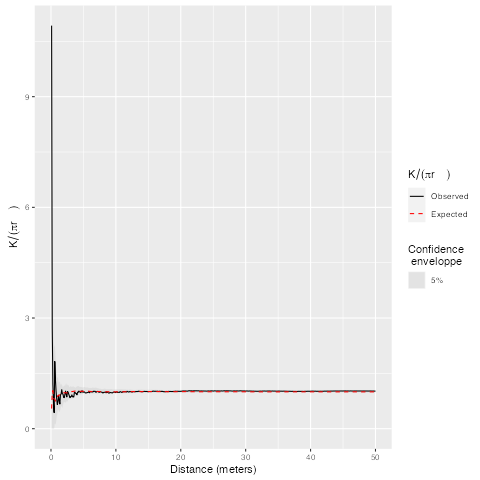 K/(πr )
9
6
3
0
0
10
20
30
40
50
Distance (meters)
K/(πr )
Observed
Expected
Confidence
enveloppe
5%